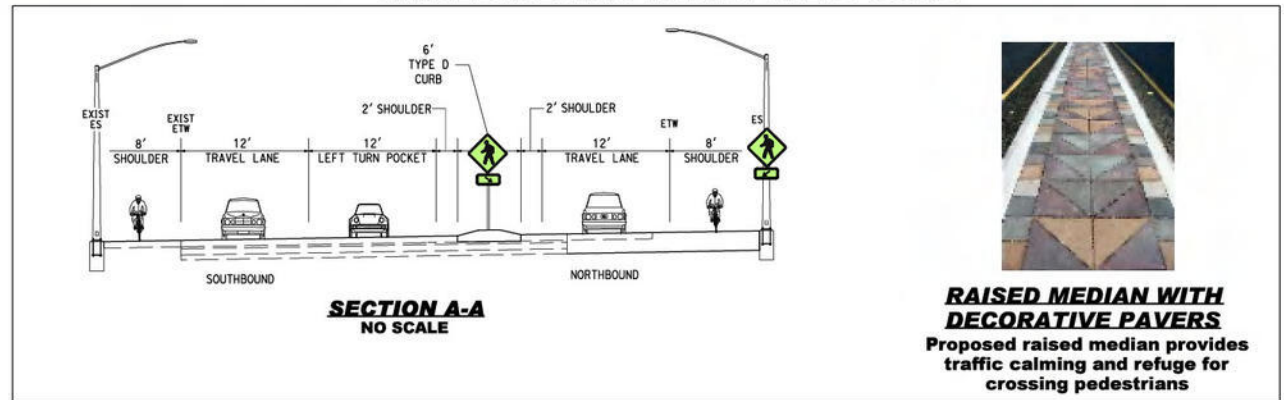 6'
TYPE D
CURB
2' SHOULDER
2' SHOULDER
EXIST
ES
EXIST
ETW
ETW
ES
8'
SHOULDER
12'
TRAVEL LANE
12'
LEFT TURN POCKET
12'
TRAVEL LANE
8'
SHOULDER
SOUTHBOUND
NORTHBOUND
SECTION A-A
NO SCALE
RAISED MEDIAN WITH
DECORATIVE PAVERS
Proposed raised median provides
traffic calming and refuge for
crossing pedestrians